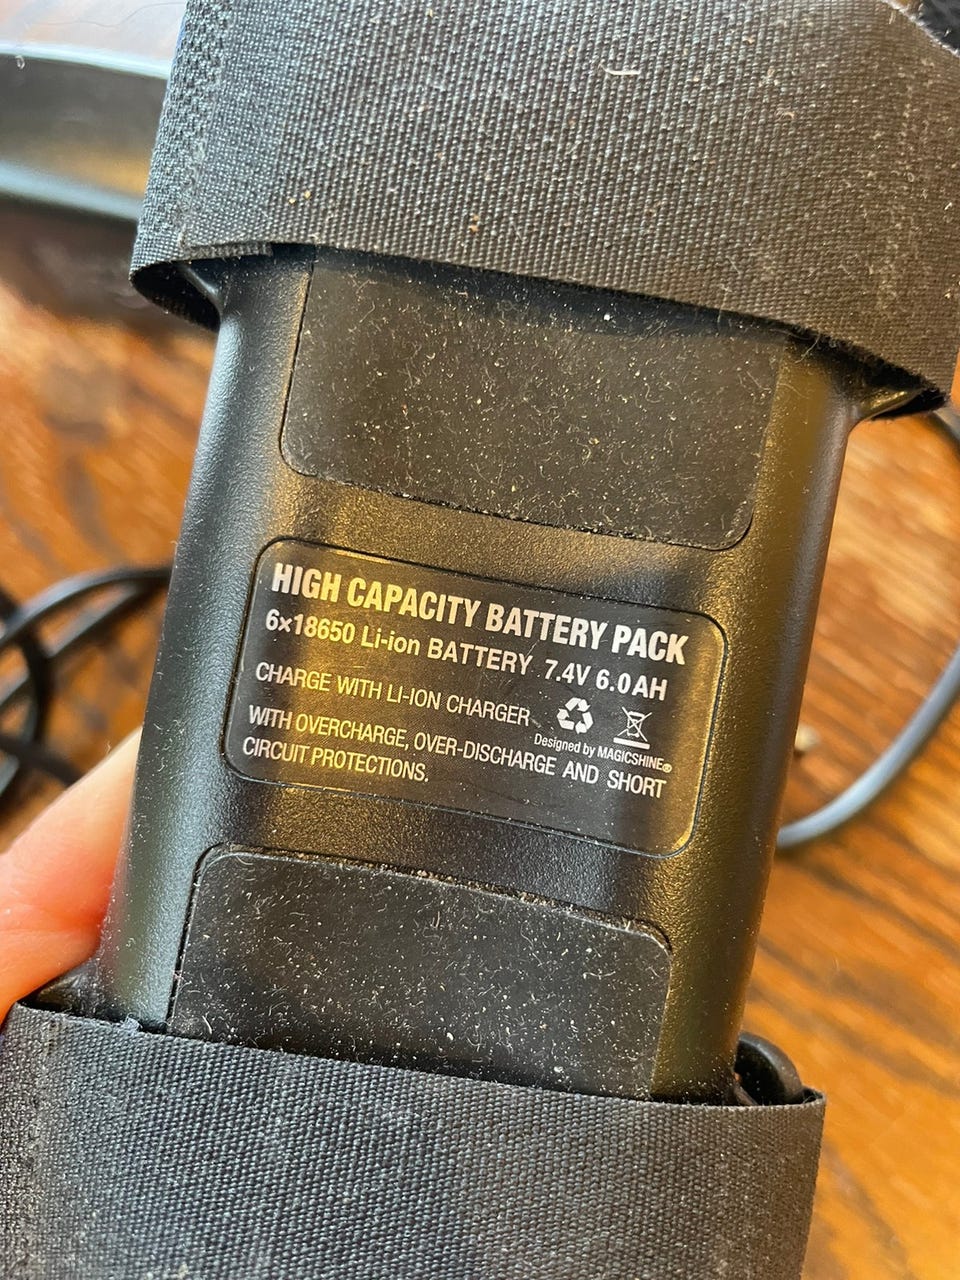 HIGH CAPACITY BATTERY PACK
6×18650 Li-ion BATTERY 7.4V 6.0AH
CHARGE WITH LI-ION CHARGER
Designed by MAGICSHINE®
WITH OVERCHARGE, OVER-DISCHARGE AND SHORT
CIRCUIT PROTECTIONS.